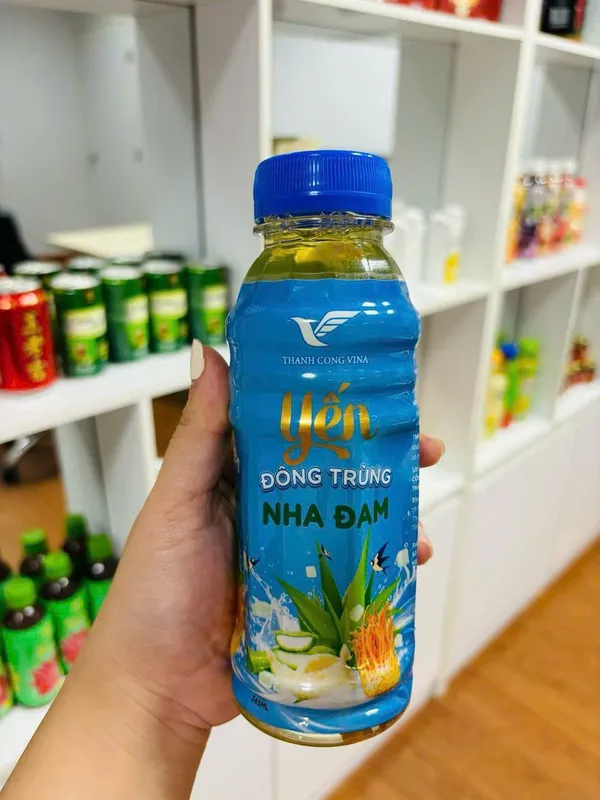 THANH CONG VINA
Yến
ĐÔNG TRÙNG
NHA ĐAM